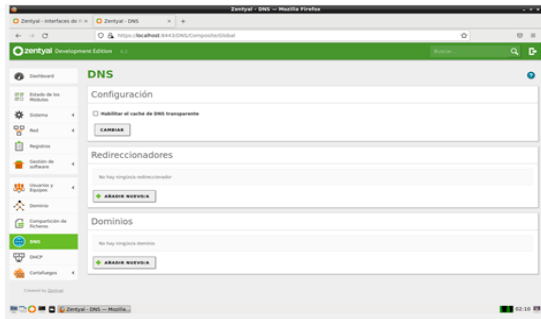 Zentyal - DNS — Mozilla Firefox
Zentyal - Interfaces de
Zentyal - DNS
https://localhost:8443/DNS/Composite/Global
zentyal Development Edition
Buscar...
Dashboard
Estado de los
Módulos
Sistema
Red
Registros
Gestión de
software
Usuarios y
Equipos
Dominio
Compartición de
Ficheros
DNS
DHCP
Cortafuegos
Created by Zentyal
DNS
Configuración
Habilitar el caché de DNS transparente
CAMBIAR
Redireccionadores
No hay ningún/a redireccionador
+ AÑADIR NUEVO/A
Dominios
No hay ningún/a dominio
+ AÑADIR NUEVO/A
Zentyal - DNS — Mozilla...
02:10